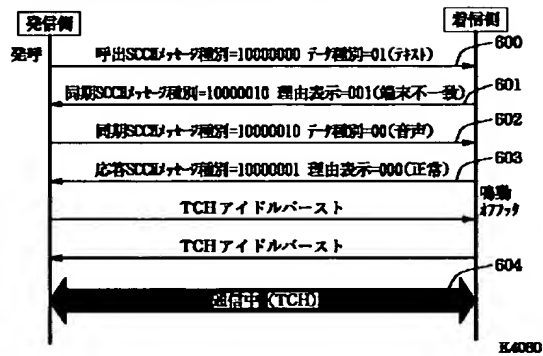 発信側
着信側
発呼
呼出SCCHメッセージ種別=10000000 データ種別=01(テキスト)
600
同期SCCHメッセージ種別=10000010 理由表示=001(端末不一致)
601
同期SCCHメッセージ種別=10000010 データ種別=00(音声)
602
応答SCCHメッセージ種別=10000001 理由表示=000(正常)
603
鳴動
オフフック
TCHアイドルバースト
TCHアイドルバースト
604
通信中(TCH)
K4080